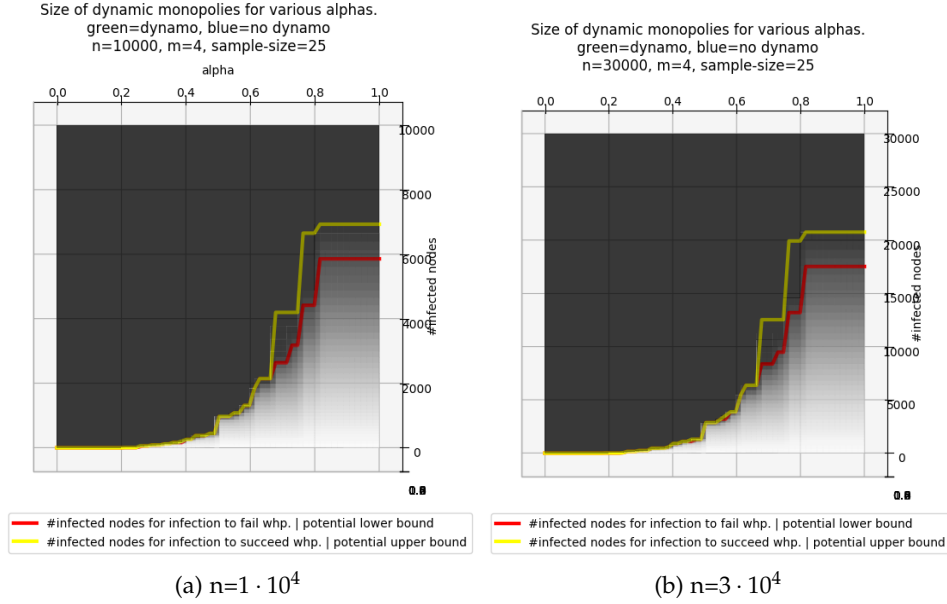 Size of dynamic monopolies for various alphas.
green=dynamo, blue=no dynamo
n=10000, m=4, sample-size=25
alpha
0.0 0.2 0.4 0.6 0.8 1.0
10000
8000
6000
4000
2000
0
#infected nodes
#infected nodes for infection to fail whp. | potential lower bound
#infected nodes for infection to succeed whp. | potential upper bound
(a) n=1 · 10⁴
Size of dynamic monopolies for various alphas.
green=dynamo, blue=no dynamo
n=30000, m=4, sample-size=25
0.0 0.2 0.4 0.6 0.8 1.0
30000
25000
20000
15000
10000
5000
0
#infected nodes
#infected nodes for infection to fail whp. | potential lower bound
#infected nodes for infection to succeed whp. | potential upper bound
(b) n=3 · 10⁴